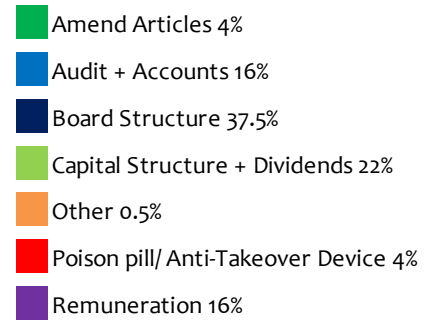 Amend Articles 4%
Audit + Accounts 16%
Board Structure 37.5%
Capital Structure + Dividends 22%
Other 0.5%
Poison pill/ Anti-Takeover Device 4%
Remuneration 16%